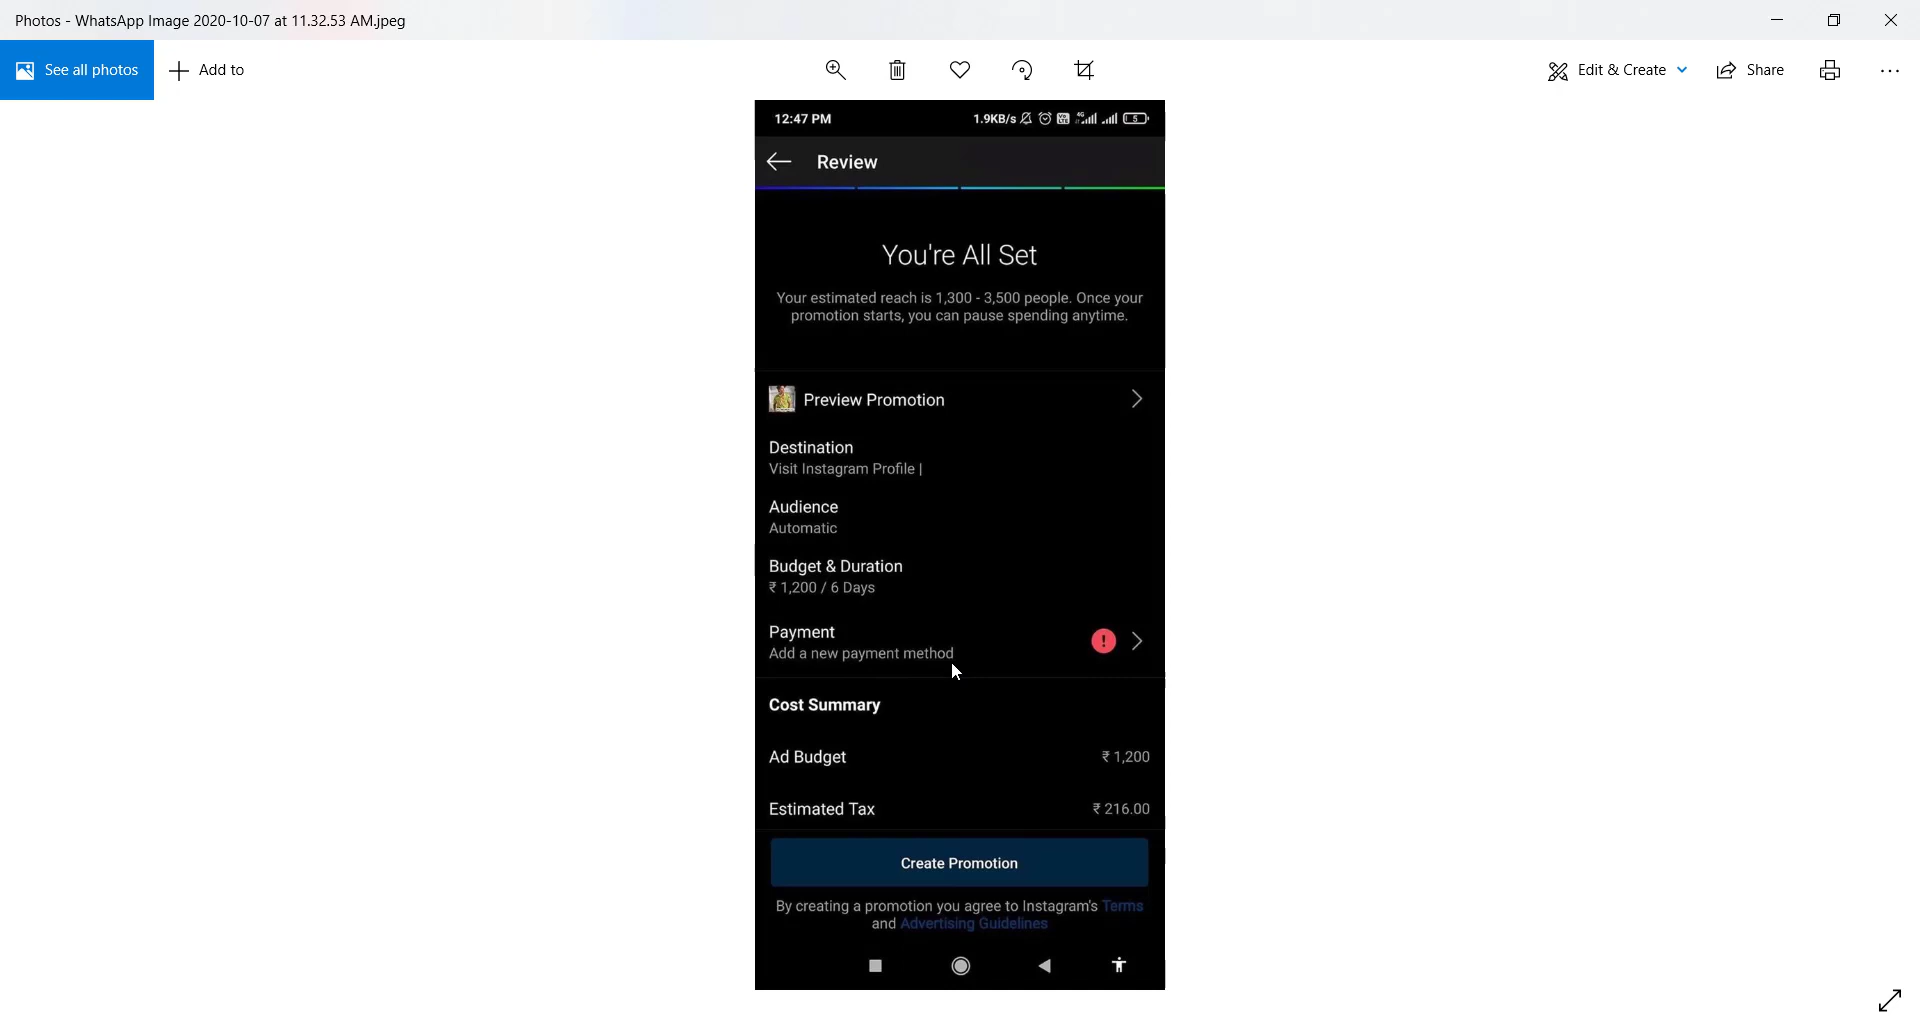 Photos - WhatsApp Image 2020-10-07 at 11.32.53 AM.jpeg
See all photos
Add to
Edit & Create
Share
12:47 PM
1.9KB/s
4G
5
Review
You're All Set
Your estimated reach is 1,300 - 3,500 people. Once your
promotion starts, you can pause spending anytime.
Preview Promotion
Destination
Visit Instagram Profile |
Audience
Automatic
Budget & Duration
₹ 1,200 / 6 Days
Payment
Add a new payment method
!
Cost Summary
Ad Budget ₹ 1,200
Estimated Tax ₹ 216.00
Create Promotion
By creating a promotion you agree to Instagram's Terms
and Advertising Guidelines